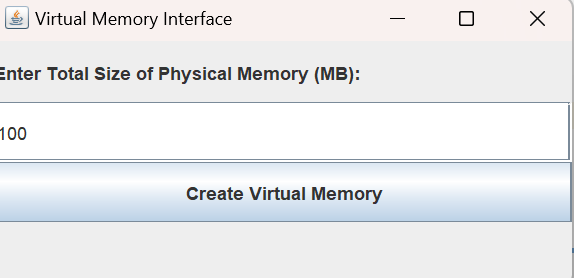 Virtual Memory Interface
Enter Total Size of Physical Memory (MB):
100
Create Virtual Memory